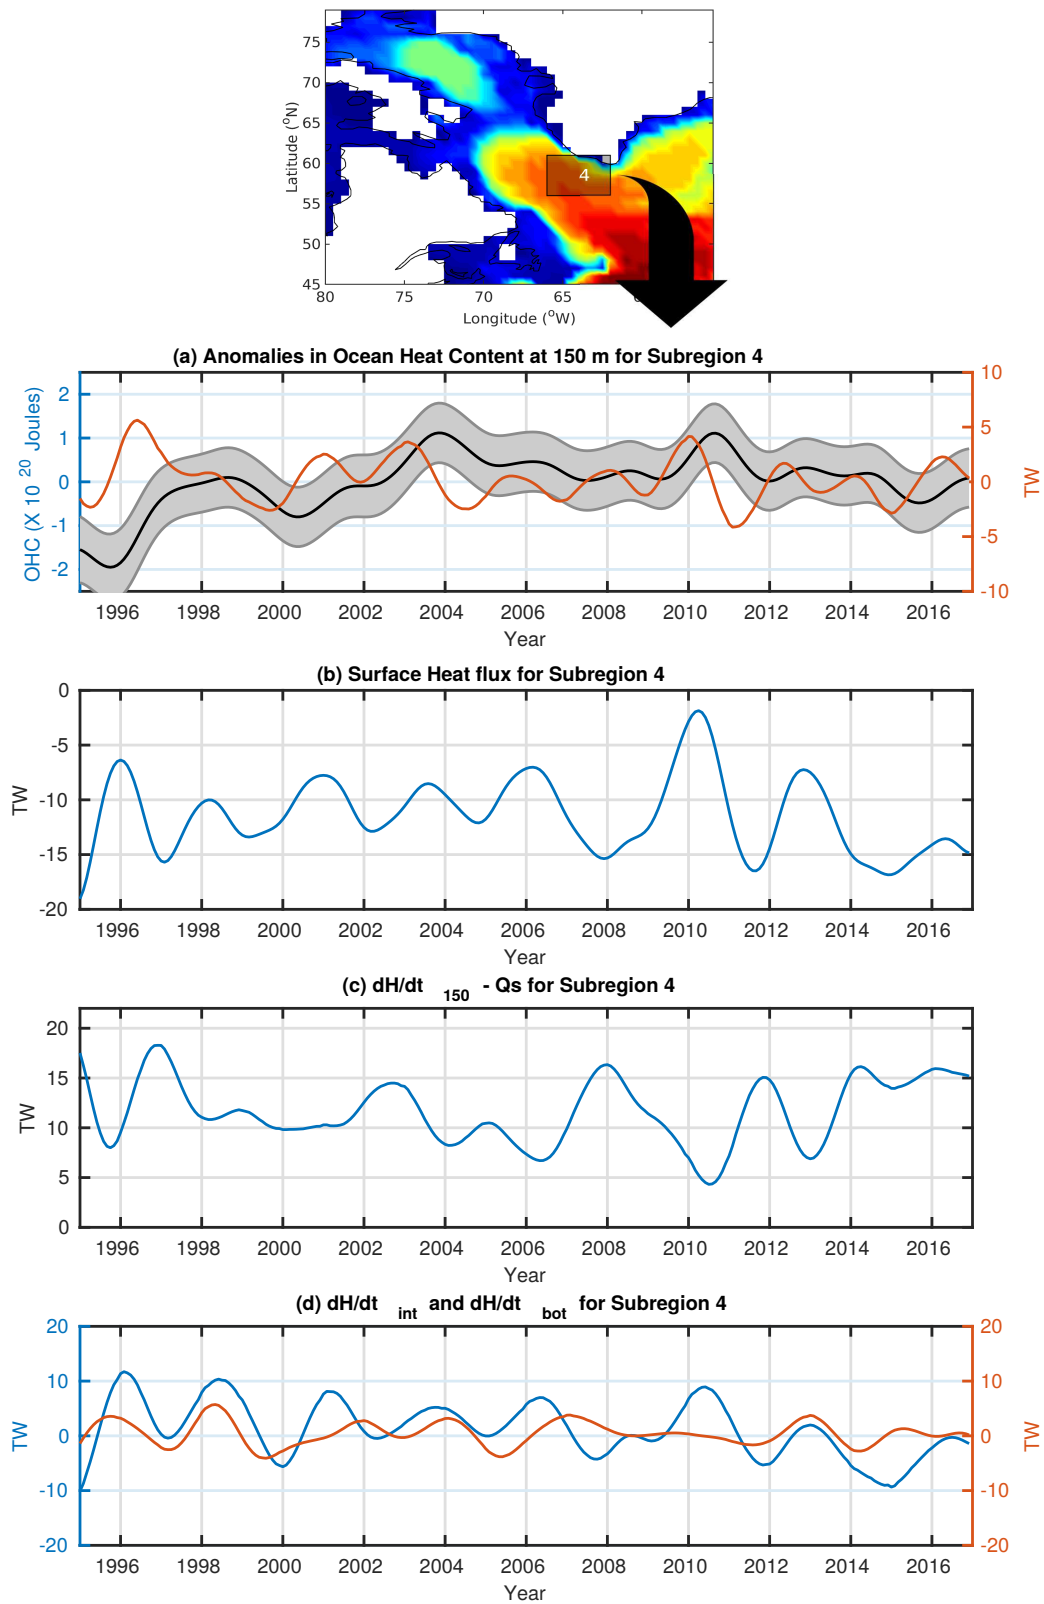 75
70
65
60
55
50
45
Latitude (°N)
4
80 75 70 65 6
Longitude (°W)
(a) Anomalies in Ocean Heat Content at 150 m for Subregion 4
2
1
0
-1
-2
OHC (X 10 20 Joules)
10
5
0
-5
-10
TW
1996 1998 2000 2002 2004 2006 2008 2010 2012 2014 2016
Year
(b) Surface Heat flux for Subregion 4
0
-5
-10
-15
-20
TW
1996 1998 2000 2002 2004 2006 2008 2010 2012 2014 2016
Year
(c) dH/dt 150 - Qs for Subregion 4
20
15
10
5
0
TW
1996 1998 2000 2002 2004 2006 2008 2010 2012 2014 2016
Year
(d) dH/dt int and dH/dt bot for Subregion 4
20
10
0
-10
-20
TW
20
10
0
-10
-20
TW
1996 1998 2000 2002 2004 2006 2008 2010 2012 2014 2016
Year